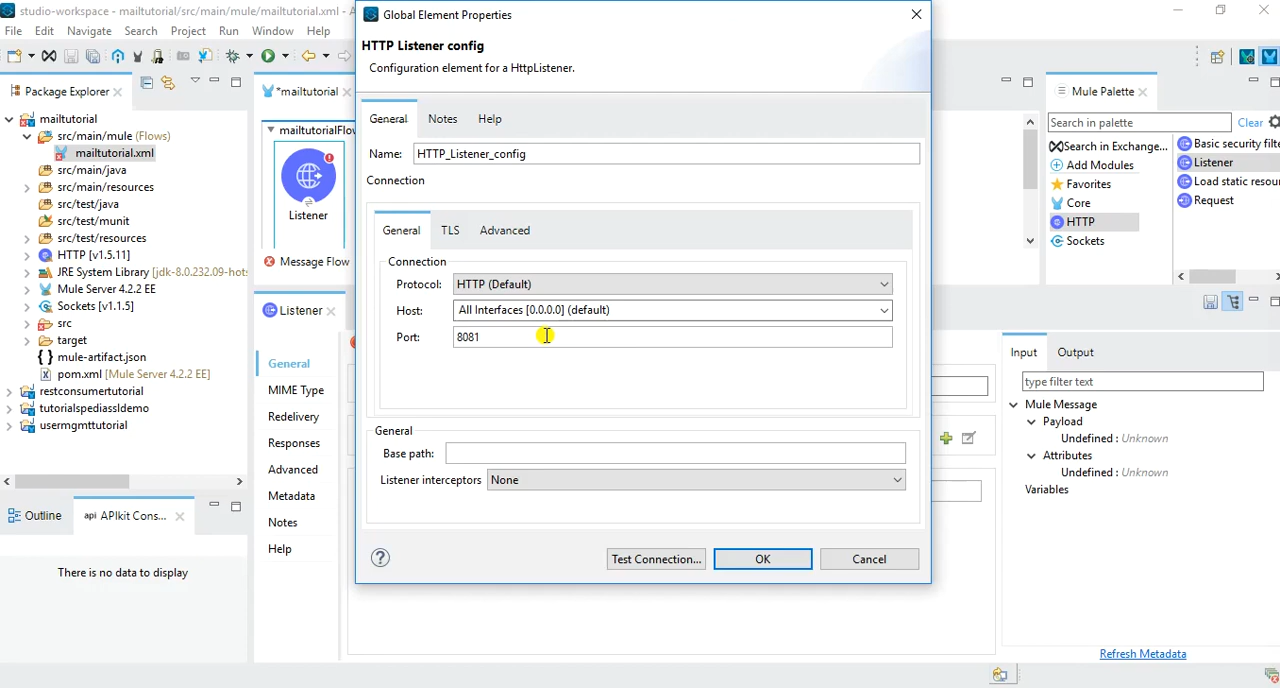 studio-workspace - mailtutorial/src/main/mule/mailtutorial.xml - A
File Edit Navigate Search Project Run Window Help
Package Explorer
mailtutorial
src/main/mule (Flows)
mailtutorial.xml
src/main/java
src/main/resources
src/test/java
src/test/munit
src/test/resources
HTTP [v1.5.11]
JRE System Library [jdk-8.0.232.09-hots
Mule Server 4.2.2 EE
Sockets [v1.1.5]
src
target
mule-artifact.json
pom.xml [Mule Server 4.2.2 EE]
restconsumertutorial
tutorialspediassldemo
usermgmttutorial
Outline
api APIkit Cons...
There is no data to display
*mailtutorial
mailtutorialFlow
Listener
Message Flow
Listener
General
MIME Type
Redelivery
Responses
Advanced
Metadata
Notes
Help
Global Element Properties
HTTP Listener config
Configuration element for a HttpListener.
General Notes Help
Name: HTTP_Listener_config
Connection
General TLS Advanced
Connection
Protocol: HTTP (Default)
Host: All Interfaces [0.0.0.0] (default)
Port: 8081
General
Base path:
Listener interceptors None
Test Connection... OK Cancel
Mule Palette
Search in palette Clear
Search in Exchange...
Add Modules
Favorites
Core
HTTP
Sockets
Basic security filte
Listener
Load static resour
Request
Input Output
type filter text
Mule Message
Payload
Undefined : Unknown
Attributes
Undefined : Unknown
Variables
Refresh Metadata